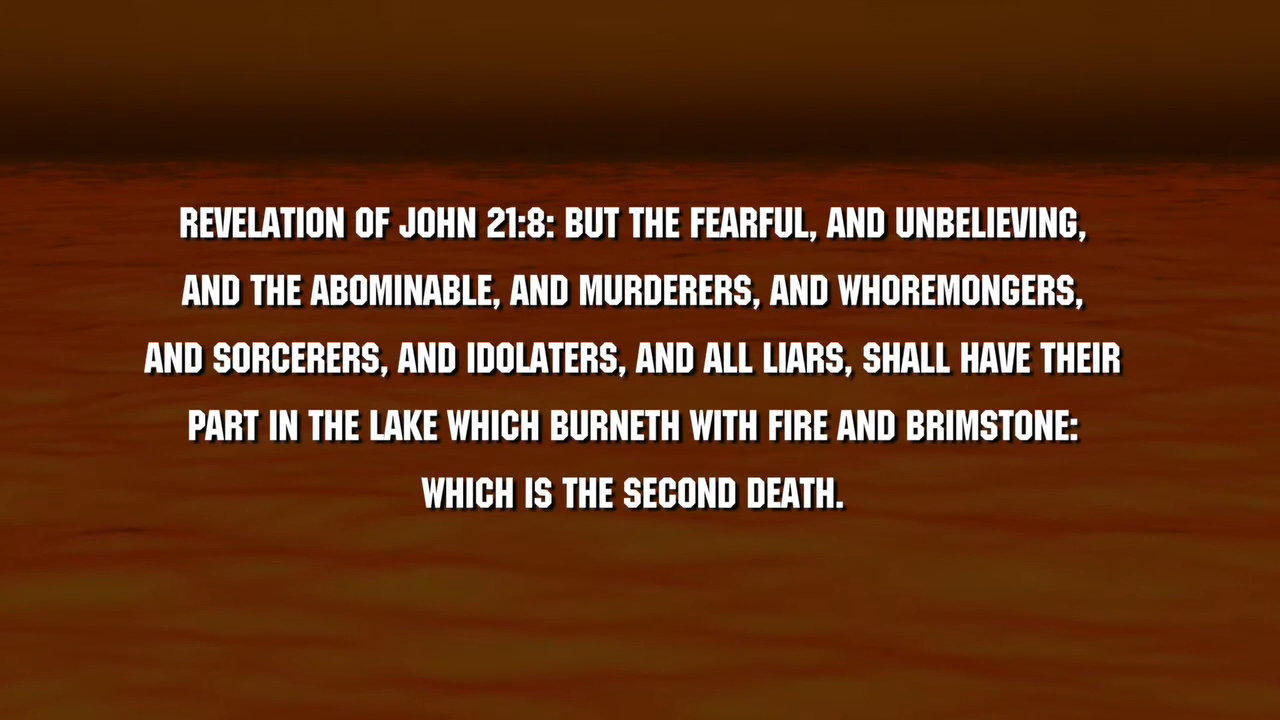 REVELATION OF JOHN 21:8: BUT THE FEARFUL, AND UNBELIEVING,
AND THE ABOMINABLE, AND MURDERERS, AND WHOREMONGERS,
AND SORCERERS, AND IDOLATERS, AND ALL LIARS, SHALL HAVE THEIR
PART IN THE LAKE WHICH BURNETH WITH FIRE AND BRIMSTONE:
WHICH IS THE SECOND DEATH.